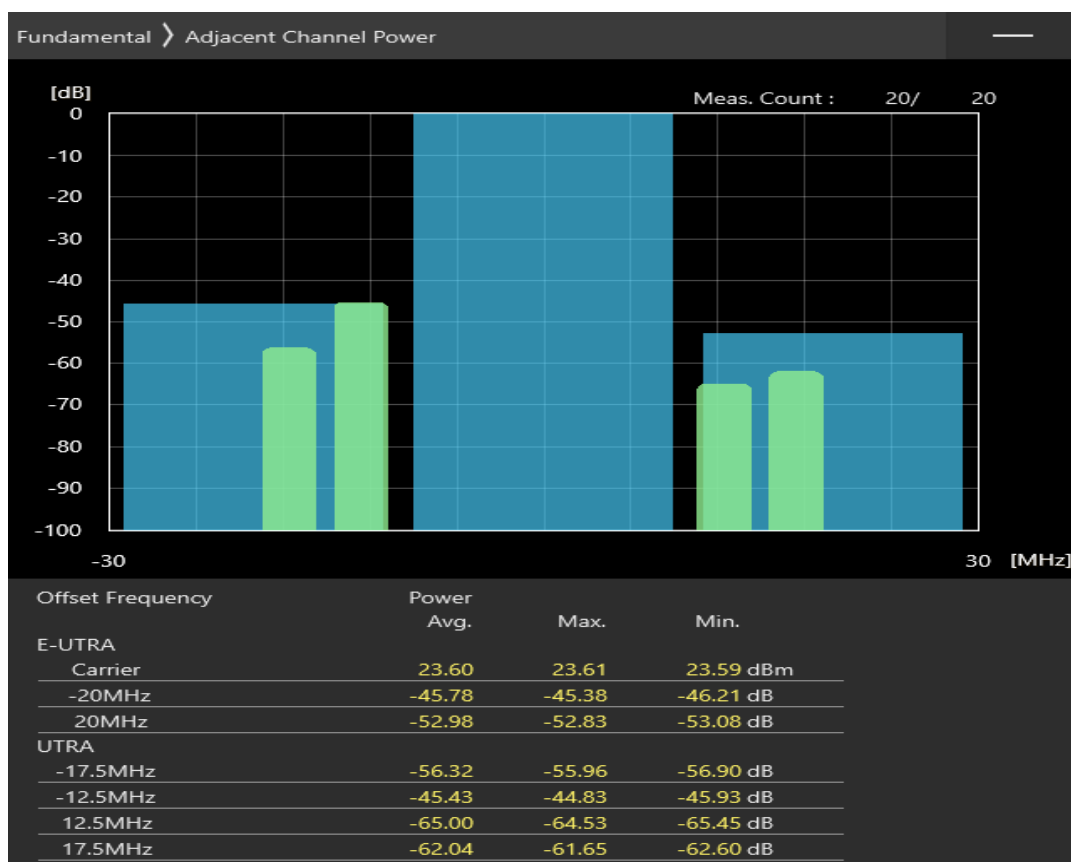 Fundamental 〉 Adjacent Channel Power
[dB]
Meas. Count : 20/ 20
0
-10
-20
-30
-40
-50
-60
-70
-80
-90
-100
-30 30 [MHz]
Offset Frequency Power
Avg. Max. Min.
E-UTRA
Carrier 23.60 23.61 23.59 dBm
-20MHz -45.78 -45.38 -46.21 dB
20MHz -52.98 -52.83 -53.08 dB
UTRA
-17.5MHz -56.32 -55.96 -56.90 dB
-12.5MHz -45.43 -44.83 -45.93 dB
12.5MHz -65.00 -64.53 -65.45 dB
17.5MHz -62.04 -61.65 -62.60 dB